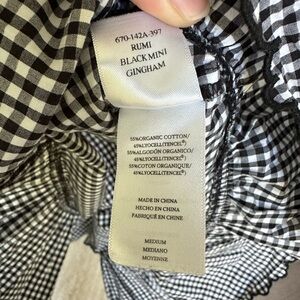 670-142A-397
RUMI
BLACK MINI
GINGHAM
55%ORGANIC COTTON/
45%LYOCELL(TENCEL®)
55%ALGODÓN ORGANICO/
45%LYOCELL(TENCEL®)
55%COTON ORGANIQUE/
45%LYOCELL(TENCEL®)
MADE IN CHINA
HECHO EN CHINA
FABRIQUÉ EN CHINE
MEDIUM
MEDIANO
MOYENNE